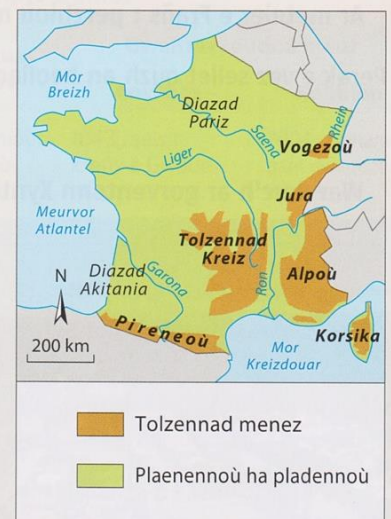 Mor
Breizh
Diazad
Pariz
Saena
Rhein
Vogezoù
Liger
Jura
Meurvor
Atlantel
Tolzennad
Kreiz
Alpoù
N
Diazad
Akitania
Garona
Ron
Pireneoù
Korsika
200 km
Mor
Kreizdouar
Tolzennad menez
Plaenennoù ha pladennoù